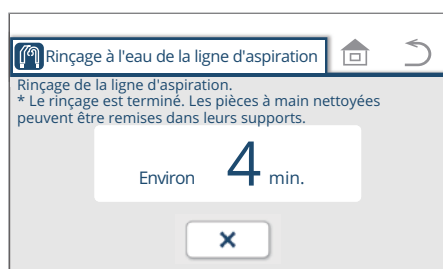 Rinçage à l'eau de la ligne d'aspiration
Rinçage de la ligne d'aspiration.
* Le rinçage est terminé. Les pièces à main nettoyées
peuvent être remises dans leurs supports.
Environ 4 min.